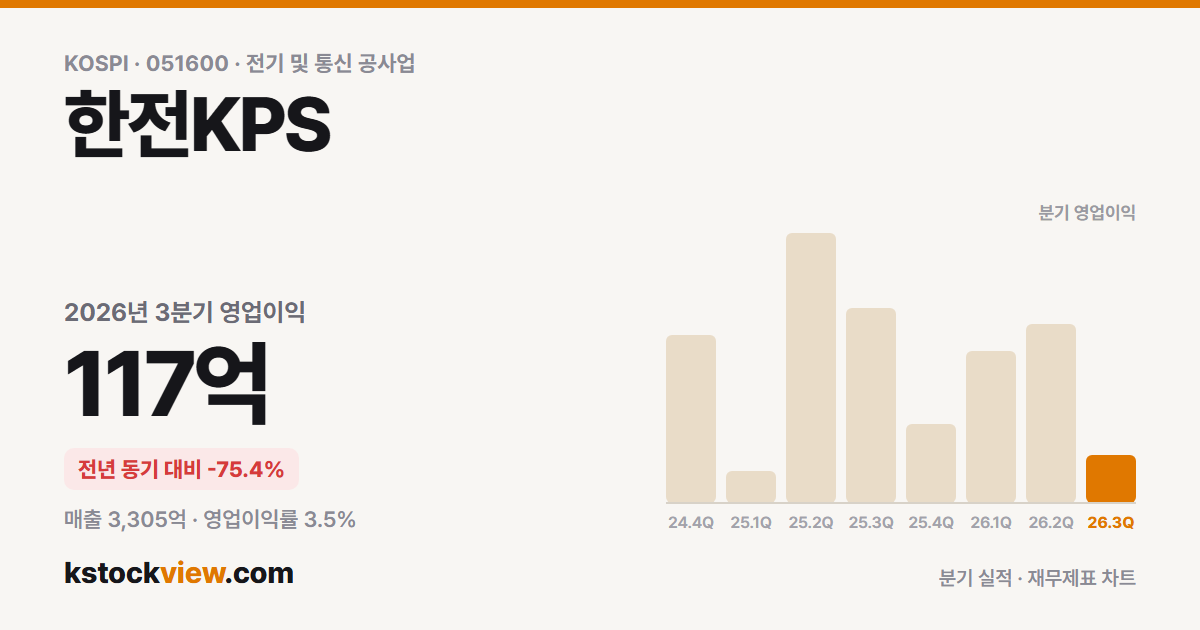 KOSPI · 051600 · 전기 및 통신 공사업
한전KPS
분기 영업이익
2026년 3분기 영업이익
117억
전년 동기 대비 -75.4%
매출 3,305억 · 영업이익률 3.5%
24.4Q 25.1Q 25.2Q 25.3Q 25.4Q 26.1Q 26.2Q 26.3Q
kstockview.com
분기 실적 · 재무제표 차트